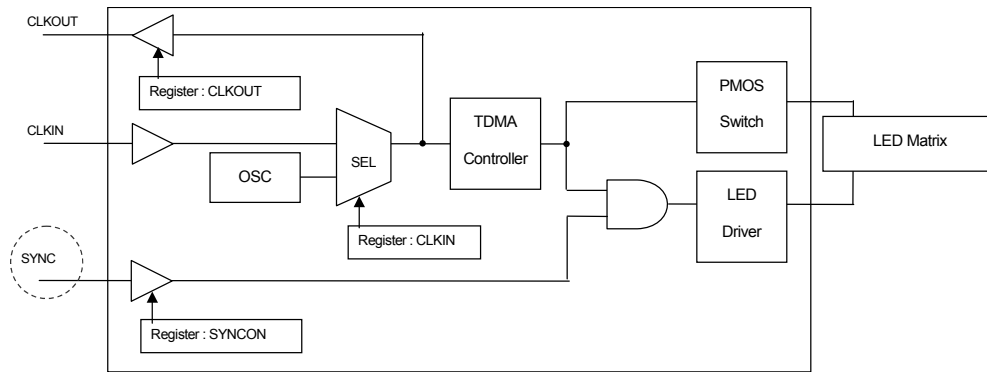 CLKOUT
Register : CLKOUT
CLKIN
OSC
SEL
Register : CLKIN
TDMA
Controller
PMOS
Switch
LED Matrix
LED
Driver
SYNC
Register : SYNCON